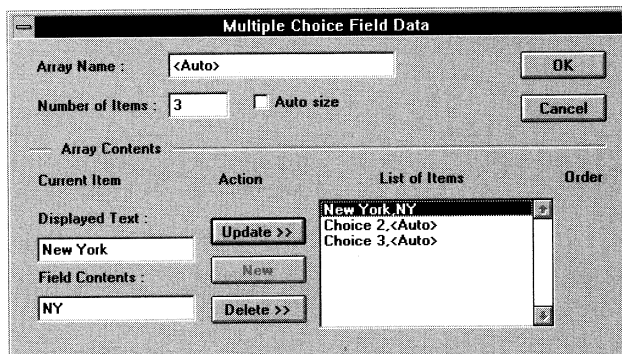 Multiple Choice Field Data
Array Name : <Auto> OK
Number of Items : 3 Auto size Cancel
Array Contents
Current Item Action List of Items Order
Displayed Text :
New York
Field Contents :
NY
Update >>
New
Delete >>
New York,NY
Choice 2,<Auto>
Choice 3,<Auto>